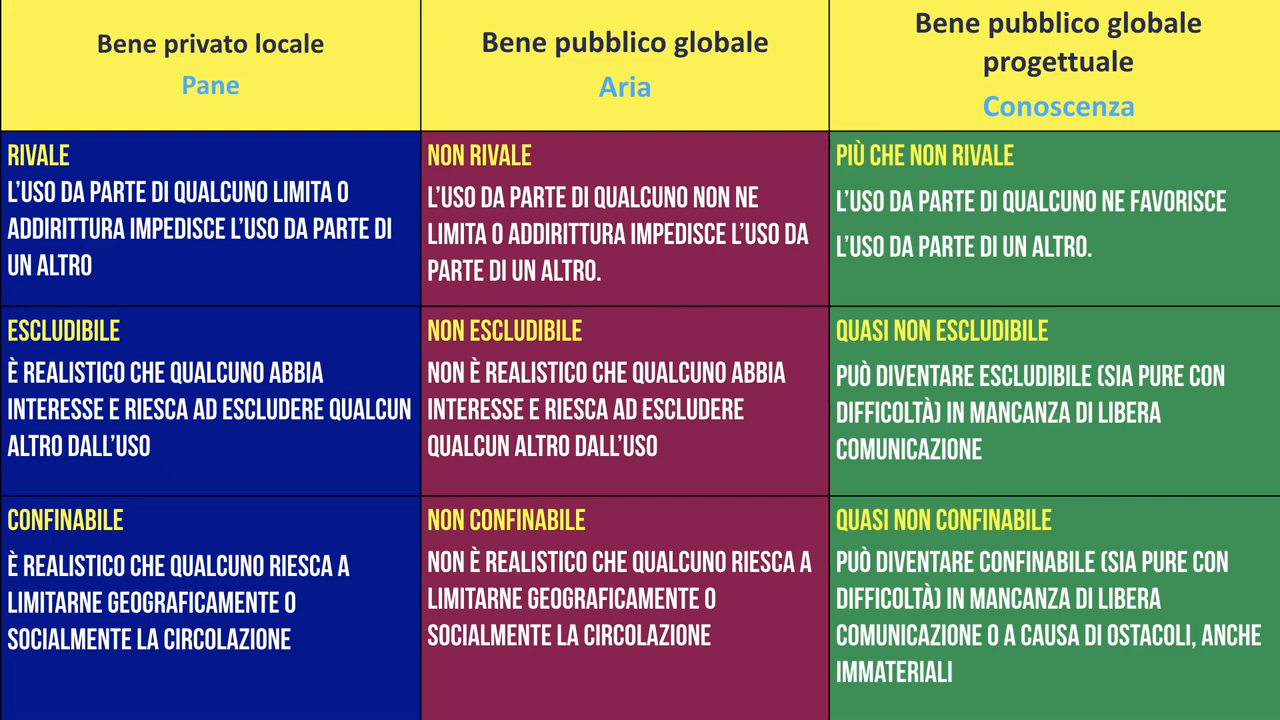 Bene privato locale
Pane
Bene pubblico globale
Aria
Bene pubblico globale
progettuale
Conoscenza
RIVALE
L'USO DA PARTE DI QUALCUNO LIMITA O
ADDIRITTURA IMPEDISCE L'USO DA PARTE DI
UN ALTRO
NON RIVALE
L'USO DA PARTE DI QUALCUNO NON NE
LIMITA O ADDIRITTURA IMPEDISCE L'USO DA
PARTE DI UN ALTRO.
PIÙ CHE NON RIVALE
L'USO DA PARTE DI QUALCUNO NE FAVORISCE
L'USO DA PARTE DI UN ALTRO.
ESCLUDIBILE
È REALISTICO CHE QUALCUNO ABBIA
INTERESSE E RIESCA AD ESCLUDERE QUALCUN
ALTRO DALL'USO
NON ESCLUDIBILE
NON È REALISTICO CHE QUALCUNO ABBIA
INTERESSE E RIESCA AD ESCLUDERE
QUALCUN ALTRO DALL'USO
QUASI NON ESCLUDIBILE
PUÒ DIVENTARE ESCLUDIBILE (SIA PURE CON
DIFFICOLTÀ) IN MANCANZA DI LIBERA
COMUNICAZIONE
CONFINABILE
È REALISTICO CHE QUALCUNO RIESCA A
LIMITARNE GEOGRAFICAMENTE O
SOCIALMENTE LA CIRCOLAZIONE
NON CONFINABILE
NON È REALISTICO CHE QUALCUNO RIESCA A
LIMITARNE GEOGRAFICAMENTE O
SOCIALMENTE LA CIRCOLAZIONE
QUASI NON CONFINABILE
PUÒ DIVENTARE CONFINABILE (SIA PURE CON
DIFFICOLTÀ) IN MANCANZA DI LIBERA
COMUNICAZIONE O A CAUSA DI OSTACOLI, ANCHE
IMMATERIALI